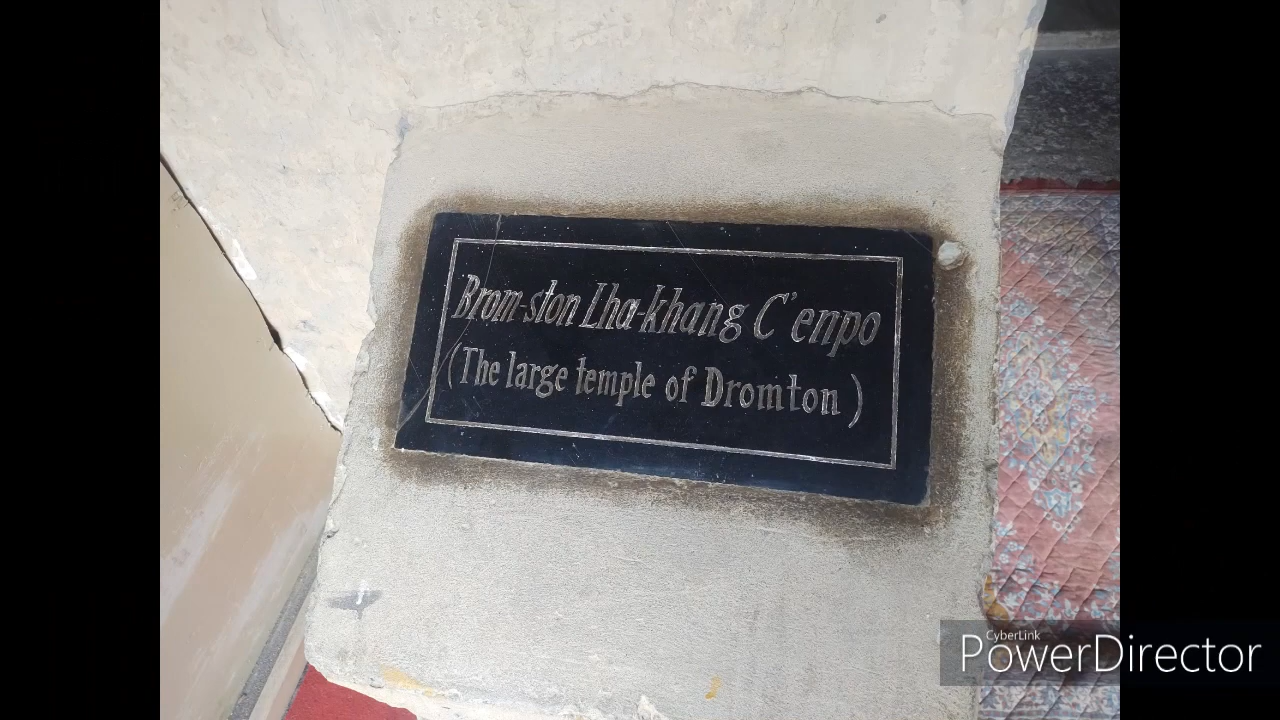 Brom-ston Lha-khang C'enpo
(The large temple of Dromton)
CyberLink
PowerDirector